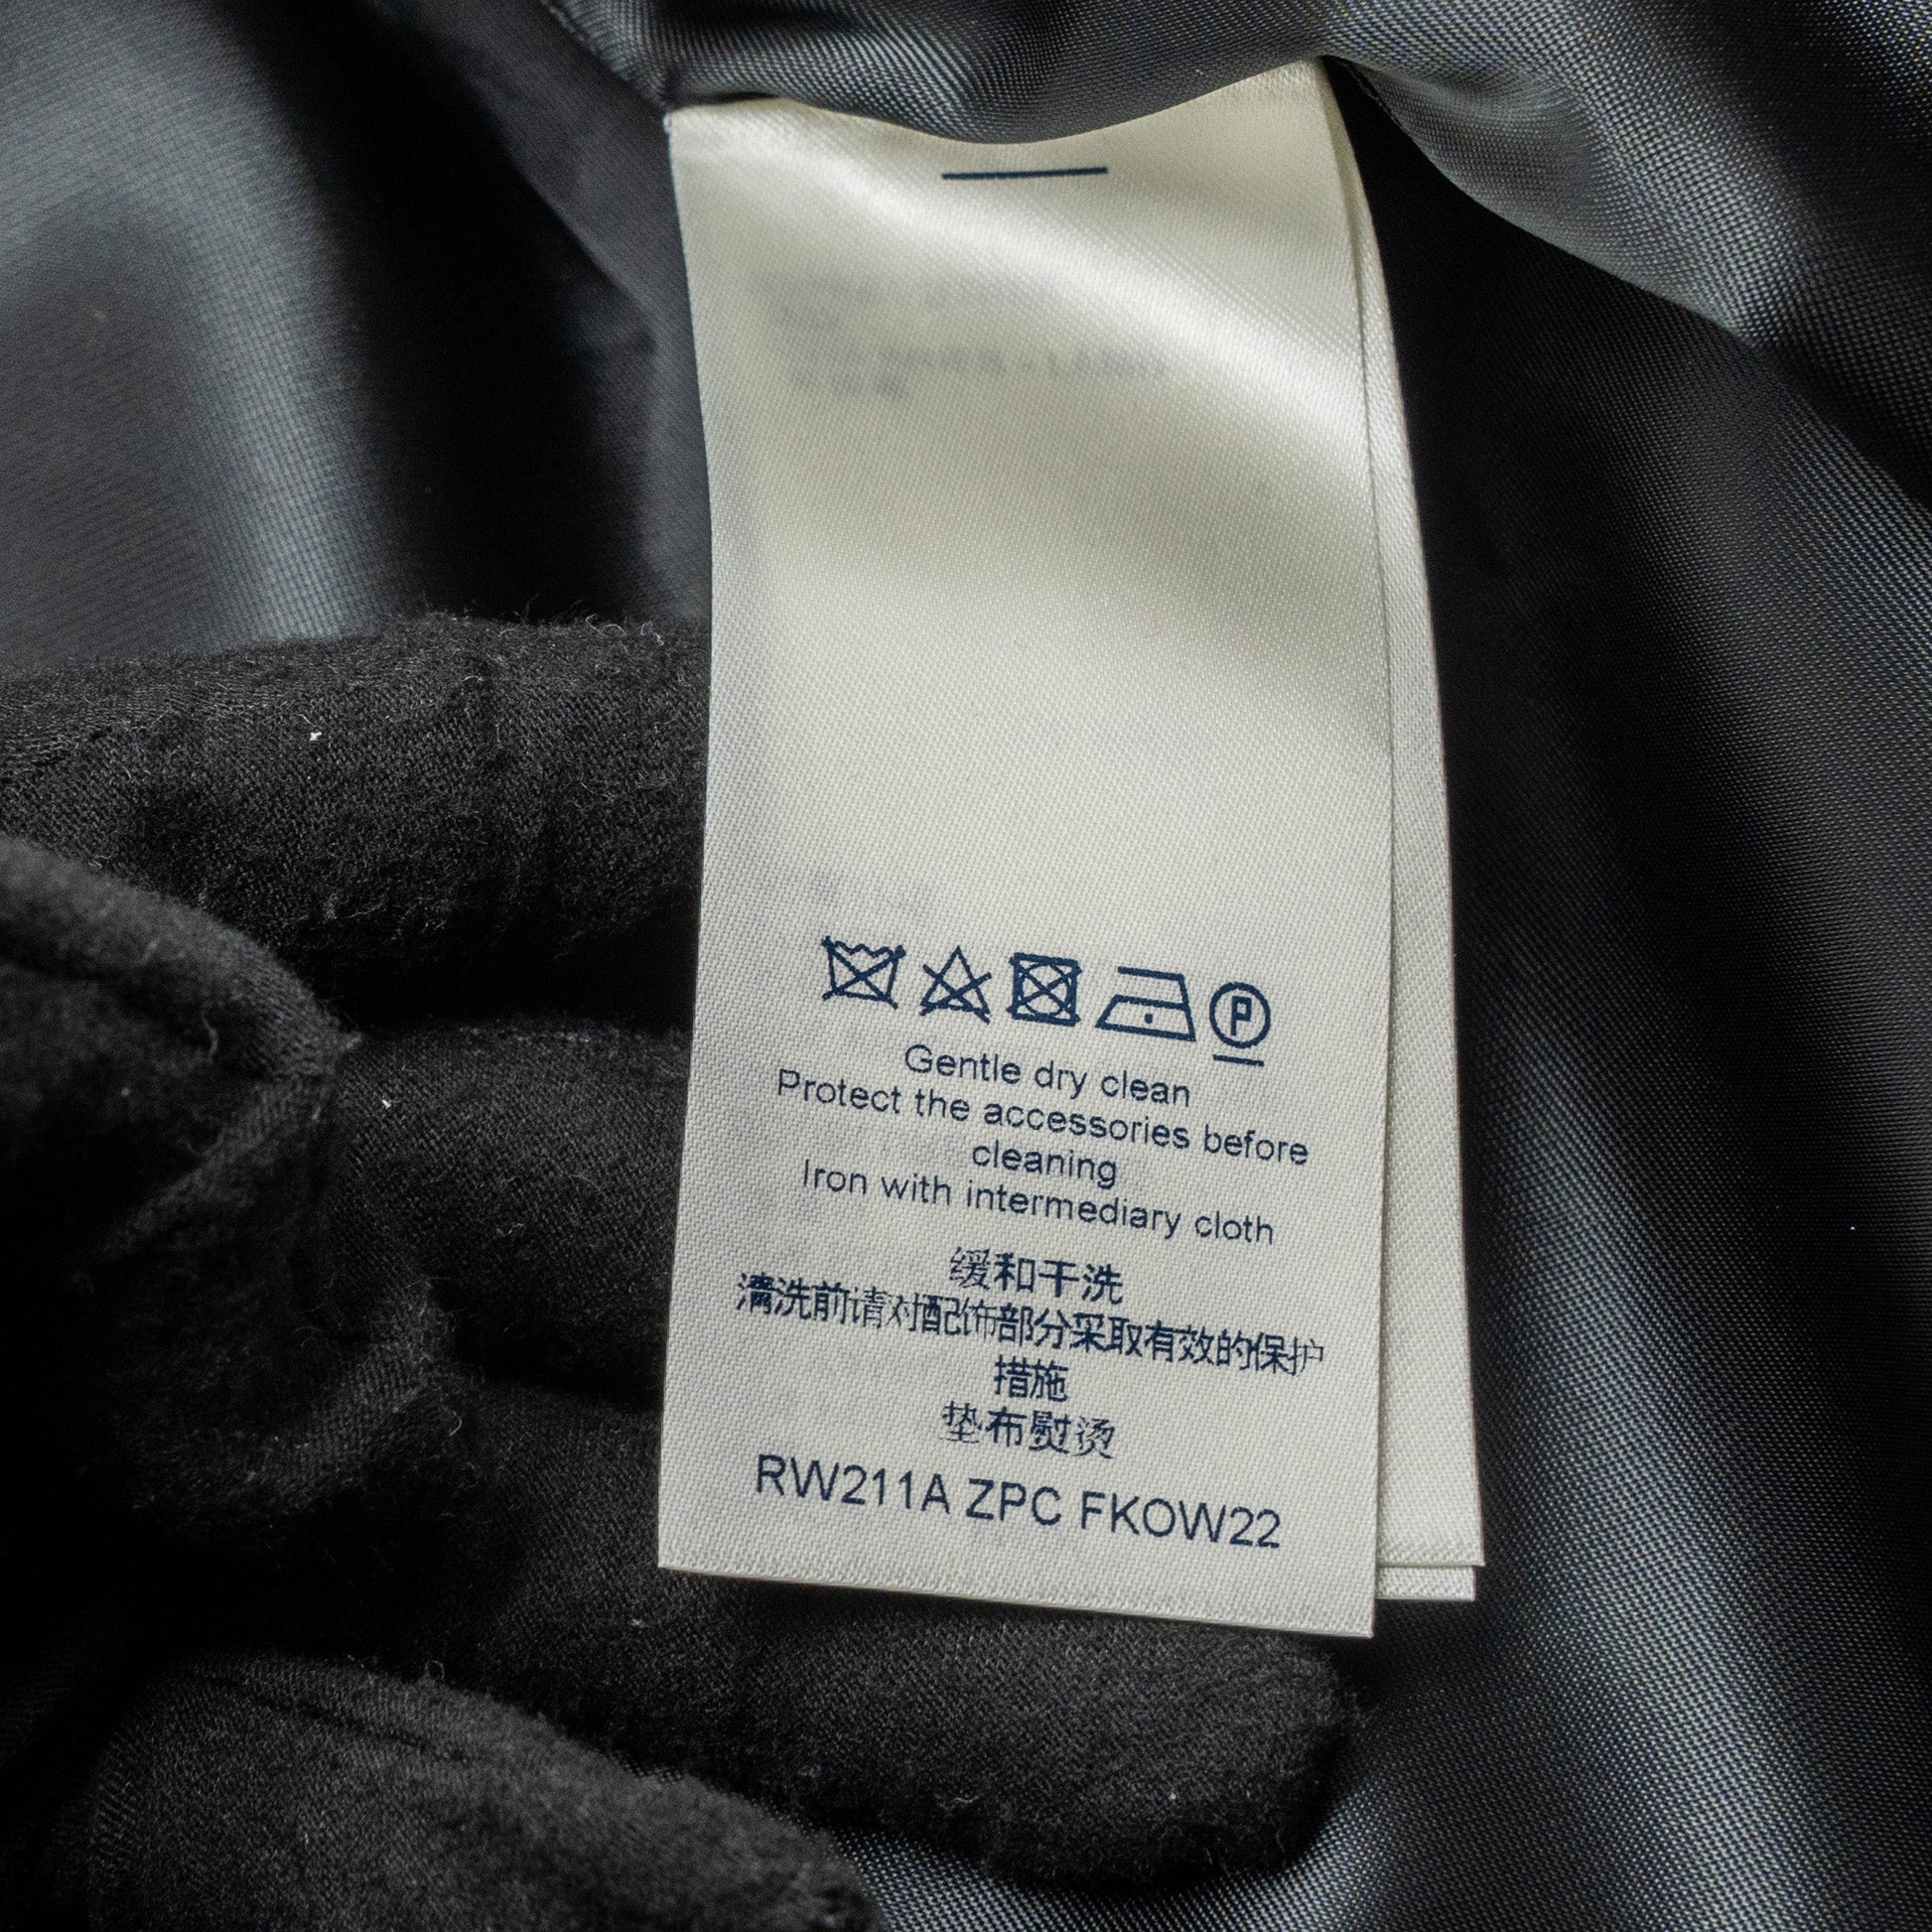 Gentle dry clean
Protect the accessories before
cleaning
Iron with intermediary cloth
缓和干洗
清洗前请对配饰部分采取有效的保护
措施
垫布熨烫
RW211A ZPC FKOW22